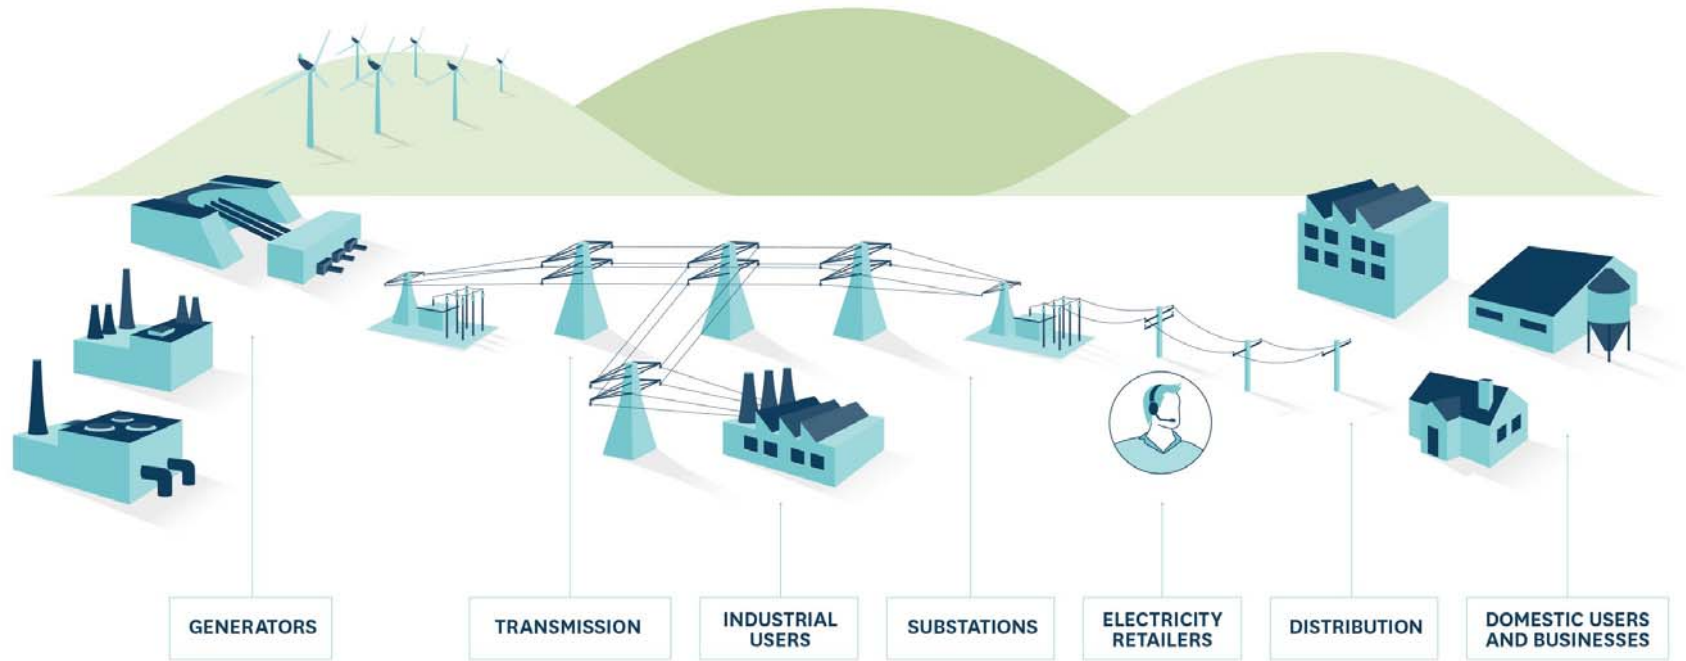 GENERATORS
TRANSMISSION
INDUSTRIAL
USERS
SUBSTATIONS
ELECTRICITY
RETAILERS
DISTRIBUTION
DOMESTIC USERS
AND BUSINESSES